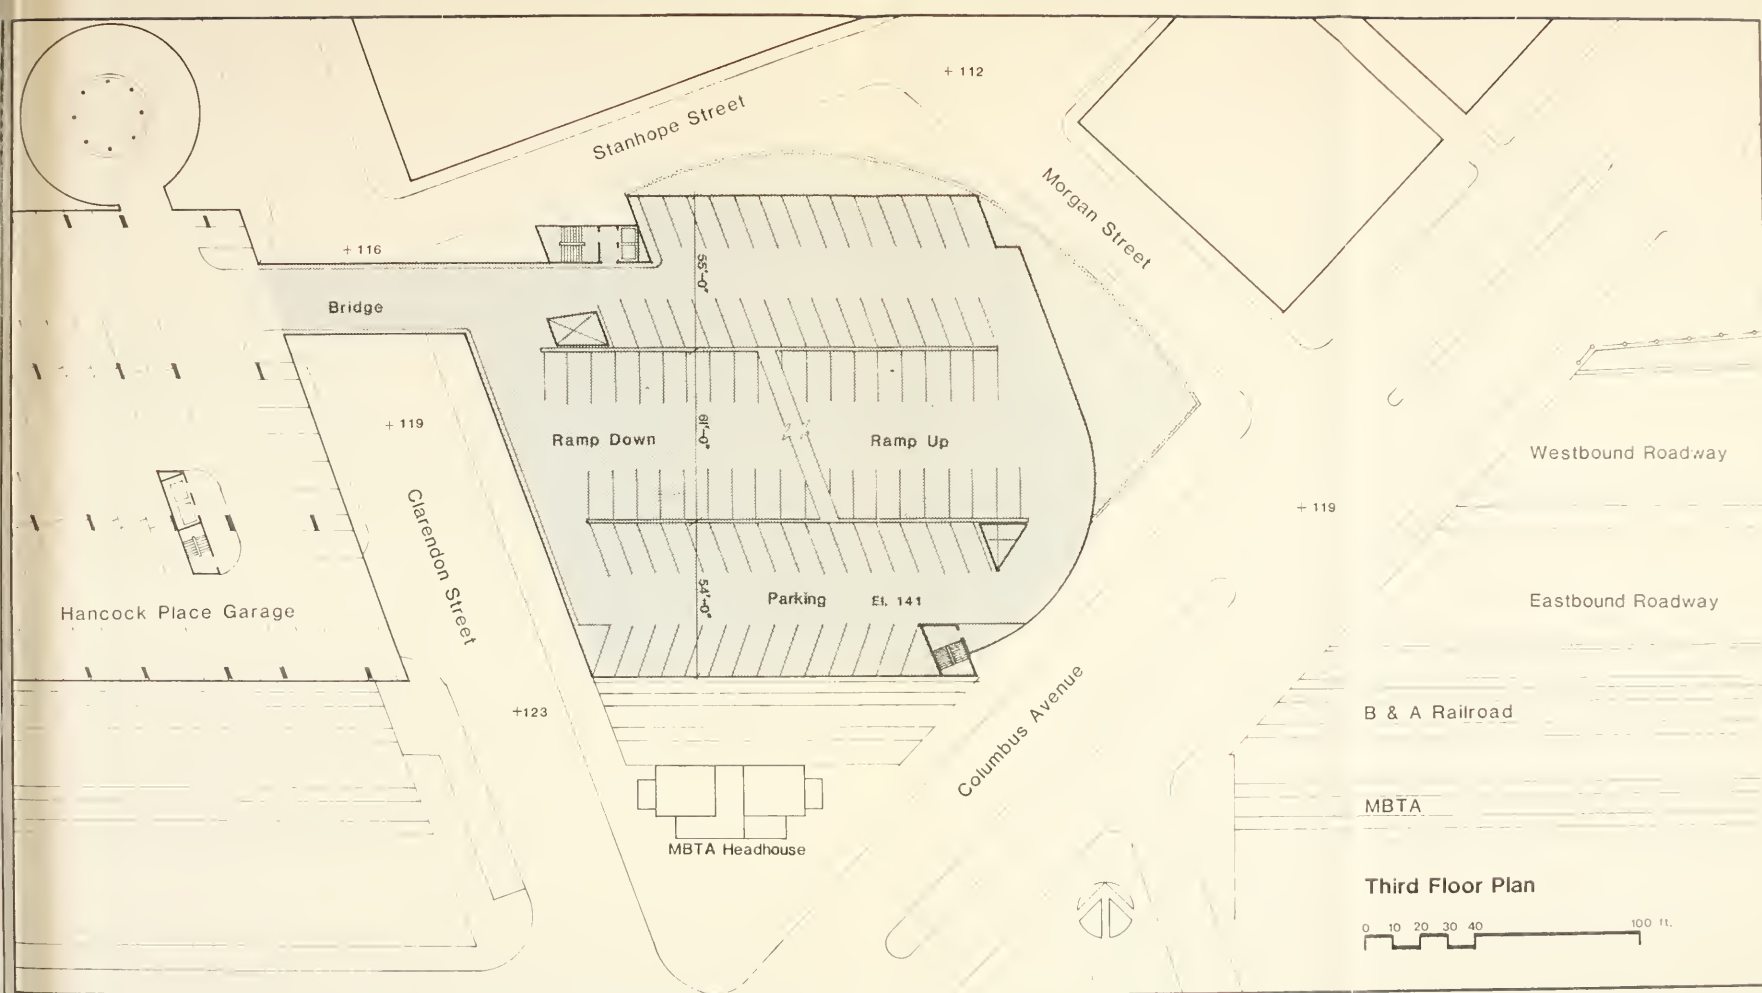 + 112
Stanhope Street
Morgan Street
+ 116
55'-0"
Bridge
+ 119
Ramp Down
61'-0"
Ramp Up
Westbound Roadway
Clarendon Street
+ 119
Hancock Place Garage
54'-0"
Parking El. 141
Eastbound Roadway
+123
Columbus Avenue
B & A Railroad
MBTA
MBTA Headhouse
Third Floor Plan
0 10 20 30 40 100 ft.